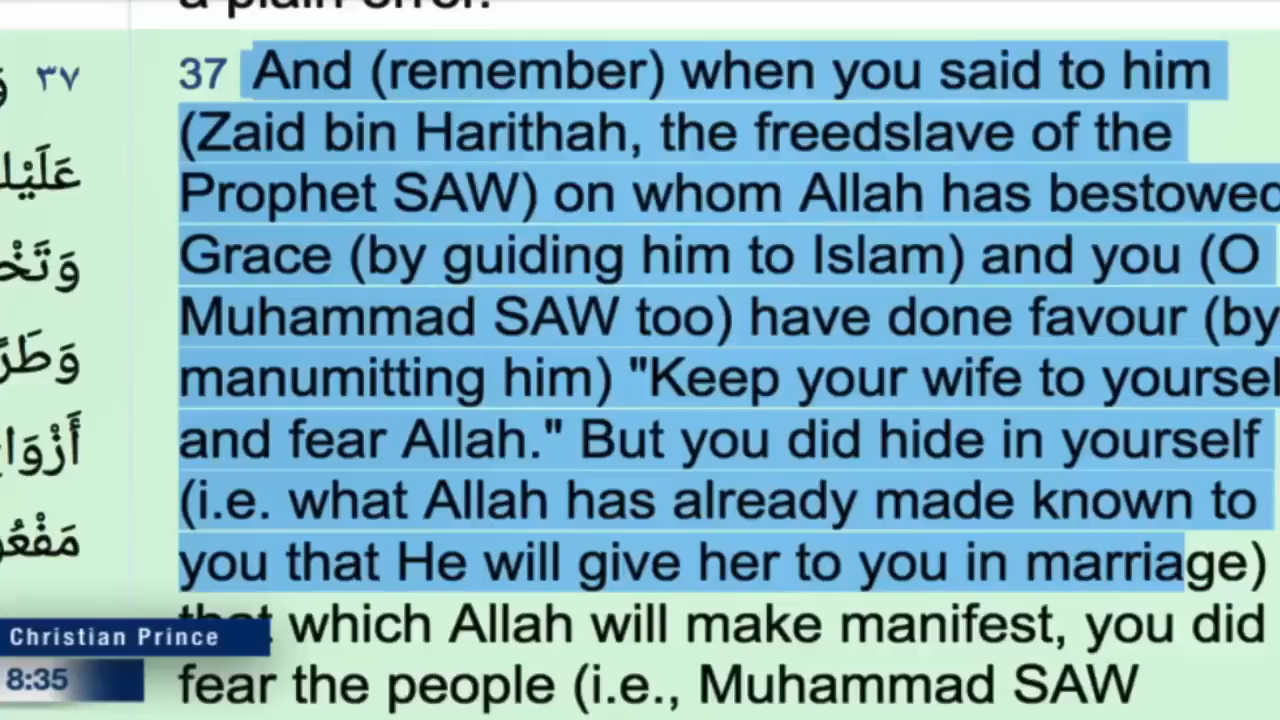 a plain error.
37 And (remember) when you said to him
(Zaid bin Harithah, the freedslave of the
Prophet SAW) on whom Allah has bestowed
Grace (by guiding him to Islam) and you (O
Muhammad SAW too) have done favour (by
manumitting him) "Keep your wife to yoursel
and fear Allah." But you did hide in yourself
(i.e. what Allah has already made known to
you that He will give her to you in marriage)
that which Allah will make manifest, you did
fear the people (i.e., Muhammad SAW
٣٧
Christian Prince
8:35